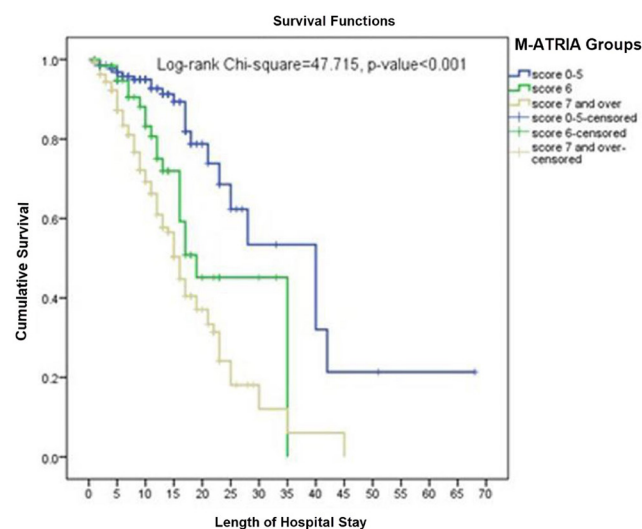 Survival Functions
M-ATRIA Groups
Log-rank Chi-square=47.715, p-value<0.001
score 0-5
score 6
score 7 and over
score 0-5-censored
score 6-censored
score 7 and over-
censored
Cumulative Survival
1.0
0.8
0.6
0.4
0.2
0.0
0 5 10 15 20 25 30 35 40 45 50 55 60 65 70
Length of Hospital Stay